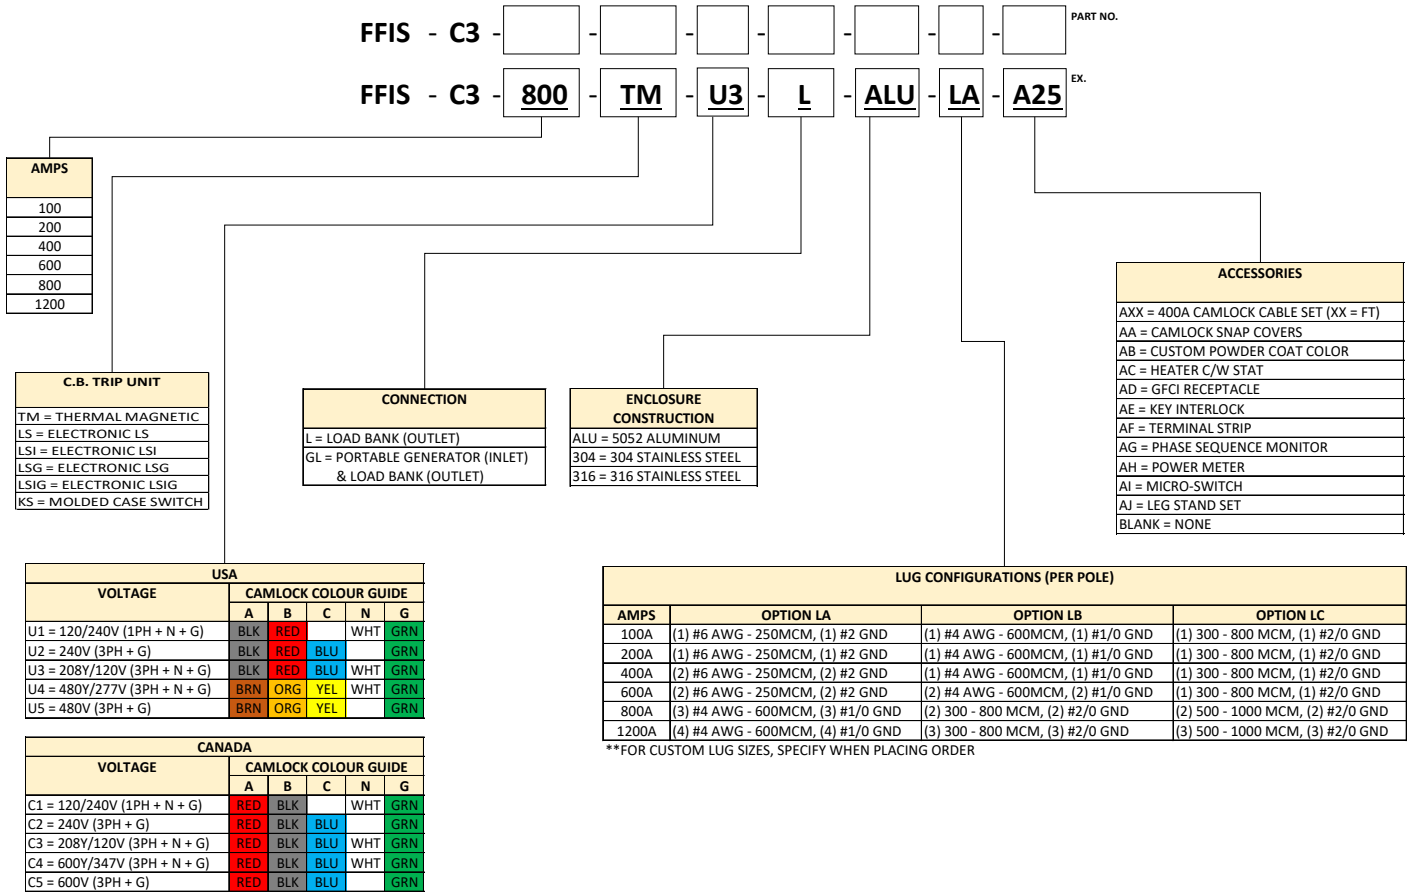 FFIS - C3 - - - - - - - PART NO.
FFIS - C3 - 800 - TM - U3 - L - ALU - LA - A25 EX.
AMPS
100
200
400
600
800
1200
C.B. TRIP UNIT
TM = THERMAL MAGNETIC
LS = ELECTRONIC LS
LSI = ELECTRONIC LSI
LSG = ELECTRONIC LSG
LSIG = ELECTRONIC LSIG
KS = MOLDED CASE SWITCH
CONNECTION
L = LOAD BANK (OUTLET)
GL = PORTABLE GENERATOR (INLET)
& LOAD BANK (OUTLET)
ENCLOSURE
CONSTRUCTION
ALU = 5052 ALUMINUM
304 = 304 STAINLESS STEEL
316 = 316 STAINLESS STEEL
ACCESSORIES
AXX = 400A CAMLOCK CABLE SET (XX = FT)
AA = CAMLOCK SNAP COVERS
AB = CUSTOM POWDER COAT COLOR
AC = HEATER C/W STAT
AD = GFCI RECEPTACLE
AE = KEY INTERLOCK
AF = TERMINAL STRIP
AG = PHASE SEQUENCE MONITOR
AH = POWER METER
AI = MICRO-SWITCH
AJ = LEG STAND SET
BLANK = NONE
USA
VOLTAGE CAMLOCK COLOUR GUIDE
A B C N G
U1 = 120/240V (1PH + N + G) BLK RED WHT GRN
U2 = 240V (3PH + G) BLK RED BLU GRN
U3 = 208Y/120V (3PH + N + G) BLK RED BLU WHT GRN
U4 = 480Y/277V (3PH + N + G) BRN ORG YEL WHT GRN
U5 = 480V (3PH + G) BRN ORG YEL GRN
CANADA
VOLTAGE CAMLOCK COLOUR GUIDE
A B C N G
C1 = 120/240V (1PH + N + G) RED BLK WHT GRN
C2 = 240V (3PH + G) RED BLK BLU GRN
C3 = 208Y/120V (3PH + N + G) RED BLK BLU WHT GRN
C4 = 600Y/347V (3PH + N + G) RED BLK BLU WHT GRN
C5 = 600V (3PH + G) RED BLK BLU GRN
LUG CONFIGURATIONS (PER POLE)
AMPS OPTION LA OPTION LB OPTION LC
100A (1) #6 AWG - 250MCM, (1) #2 GND (1) #4 AWG - 600MCM, (1) #1/0 GND (1) 300 - 800 MCM, (1) #2/0 GND
200A (1) #6 AWG - 250MCM, (1) #2 GND (1) #4 AWG - 600MCM, (1) #1/0 GND (1) 300 - 800 MCM, (1) #2/0 GND
400A (2) #6 AWG - 250MCM, (2) #2 GND (1) #4 AWG - 600MCM, (1) #1/0 GND (1) 300 - 800 MCM, (1) #2/0 GND
600A (2) #6 AWG - 250MCM, (2) #2 GND (2) #4 AWG - 600MCM, (2) #1/0 GND (1) 300 - 800 MCM, (1) #2/0 GND
800A (3) #4 AWG - 600MCM, (3) #1/0 GND (2) 300 - 800 MCM, (2) #2/0 GND (2) 500 - 1000 MCM, (2) #2/0 GND
1200A (4) #4 AWG - 600MCM, (4) #1/0 GND (3) 300 - 800 MCM, (3) #2/0 GND (3) 500 - 1000 MCM, (3) #2/0 GND
**FOR CUSTOM LUG SIZES, SPECIFY WHEN PLACING ORDER